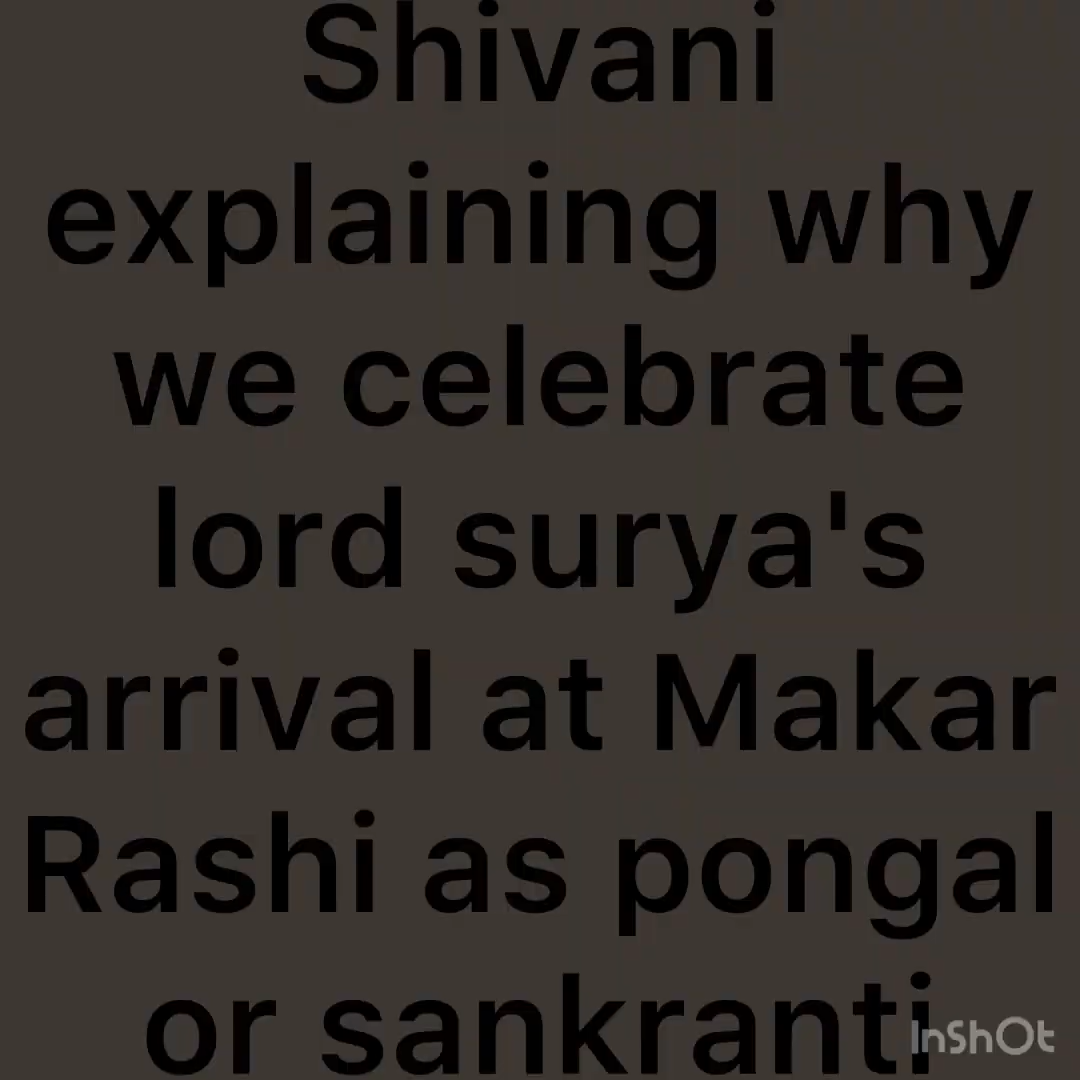 Shivani
explaining why
we celebrate
lord surya's
arrival at Makar
Rashi as pongal
or sankranti
InShOt